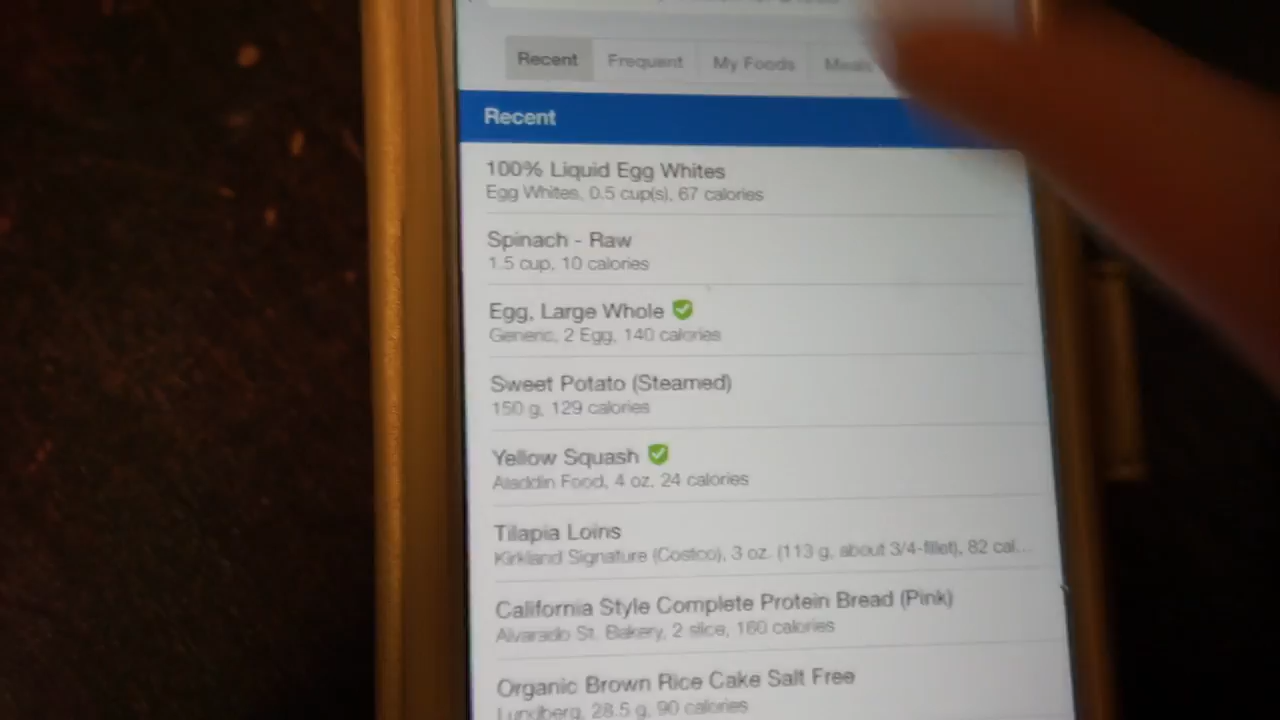 Recent Frequent My Foods Meals
Recent
100% Liquid Egg Whites
Egg Whites, 0.5 cup(s), 67 calories
Spinach - Raw
1.5 cup, 10 calories
Egg, Large Whole
Generic, 2 Egg, 140 calories
Sweet Potato (Steamed)
150 g, 129 calories
Yellow Squash
Aladdin Food, 4 oz, 24 calories
Tilapia Loins
Kirkland Signature (Costco), 3 oz. (113 g, about 3/4-fillet), 82 cal...
California Style Complete Protein Bread (Pink)
Alvarado St. Bakery, 2 slice, 160 calories
Organic Brown Rice Cake Salt Free
Lundberg, 28.5 g, 90 calories